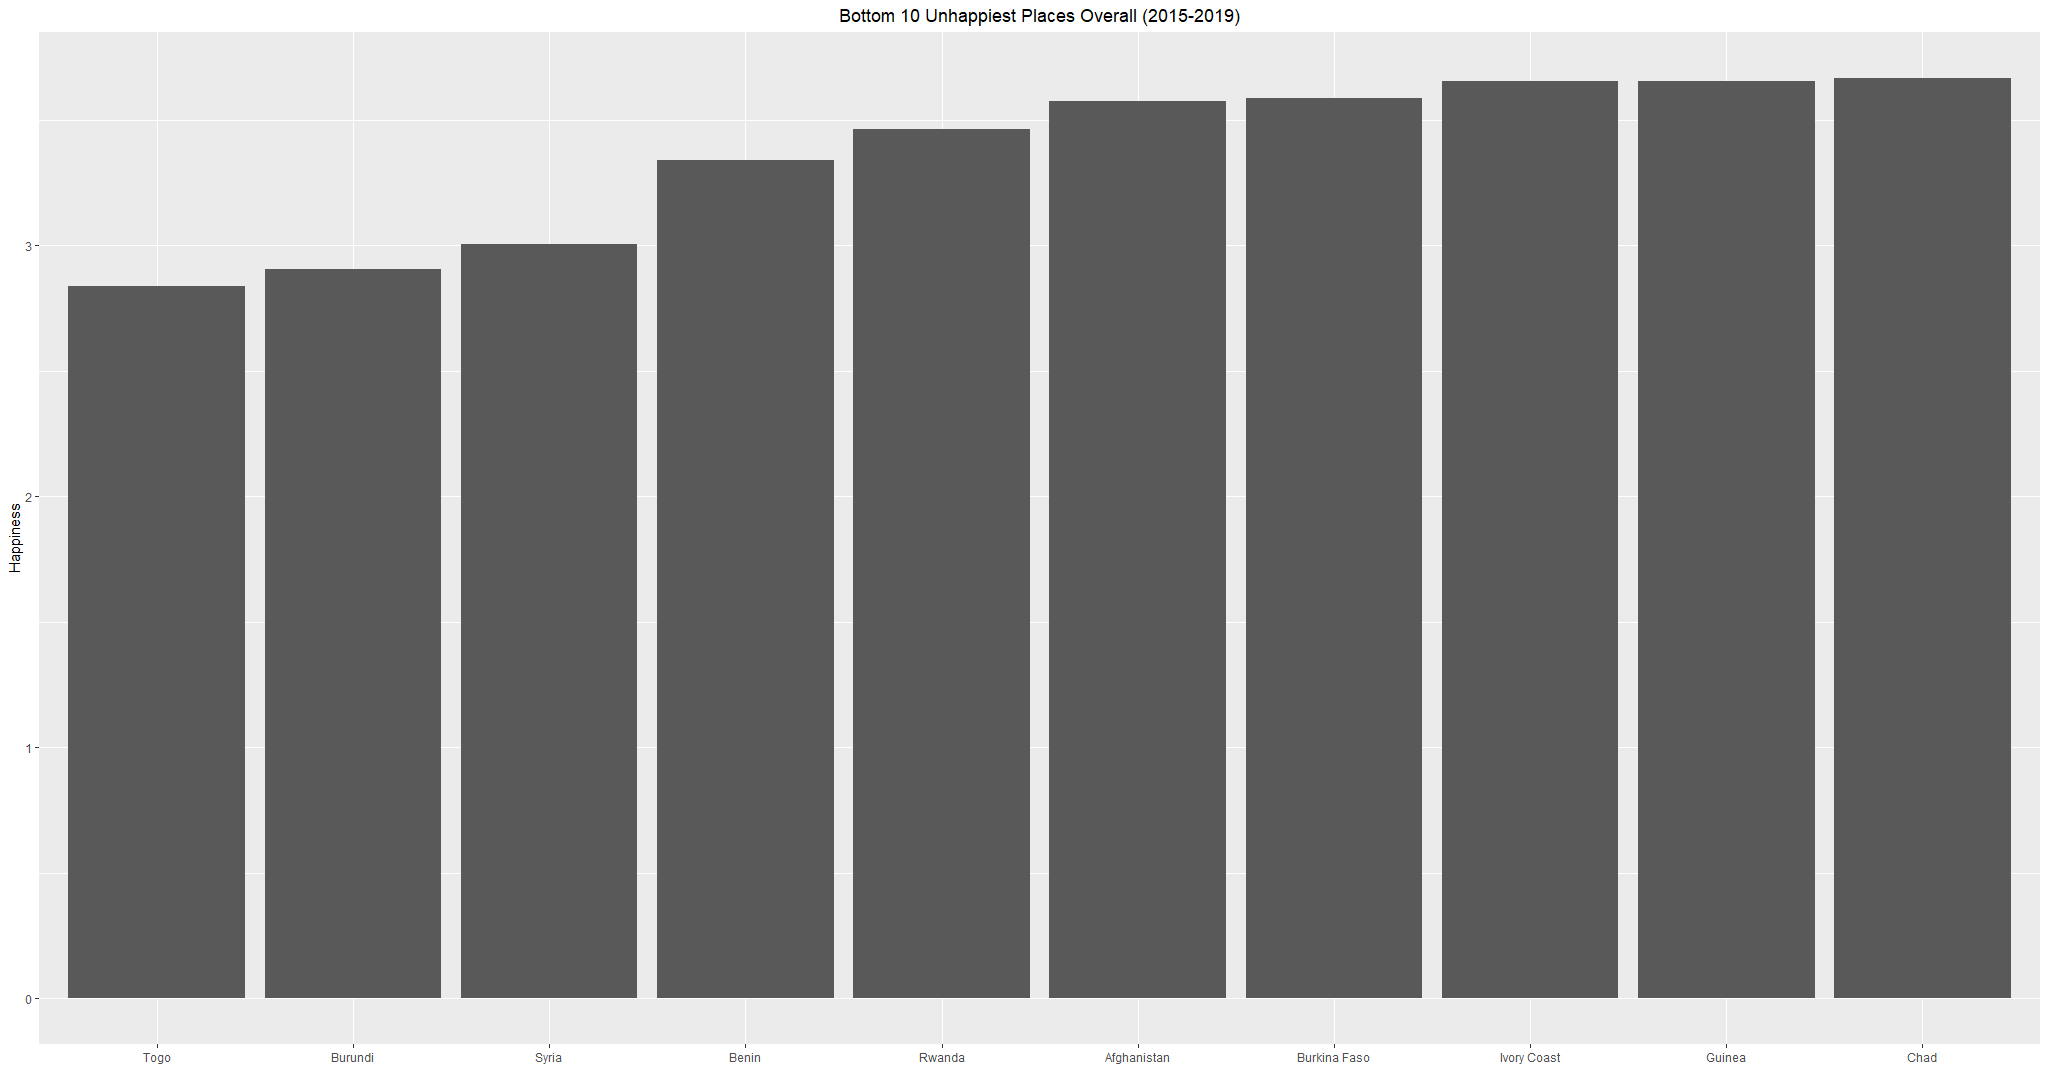 Bottom 10 Unhappiest Places Overall (2015-2019)
Happiness
3
2
1
0
Togo Burundi Syria Benin Rwanda Afghanistan Burkina Faso Ivory Coast Guinea Chad